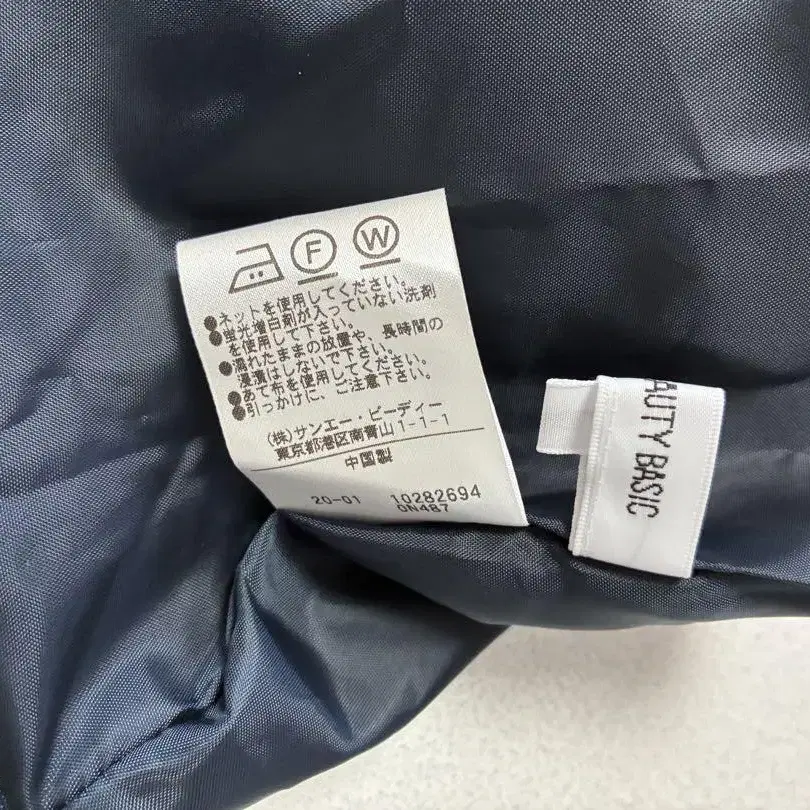 F W
●ネットを使用してください。
●蛍光増白剤が入っていない洗剤
を使用して下さい。
●濡れたままの放置や、長時間の
浸漬はしないで下さい。
●あて布を使用してください。
●引っかけに、ご注意下さい。
(株)サンエー・ビーディー
東京都港区南青山1-1-1
中国製
20-01 10282694
0N487
AUTY BASIC